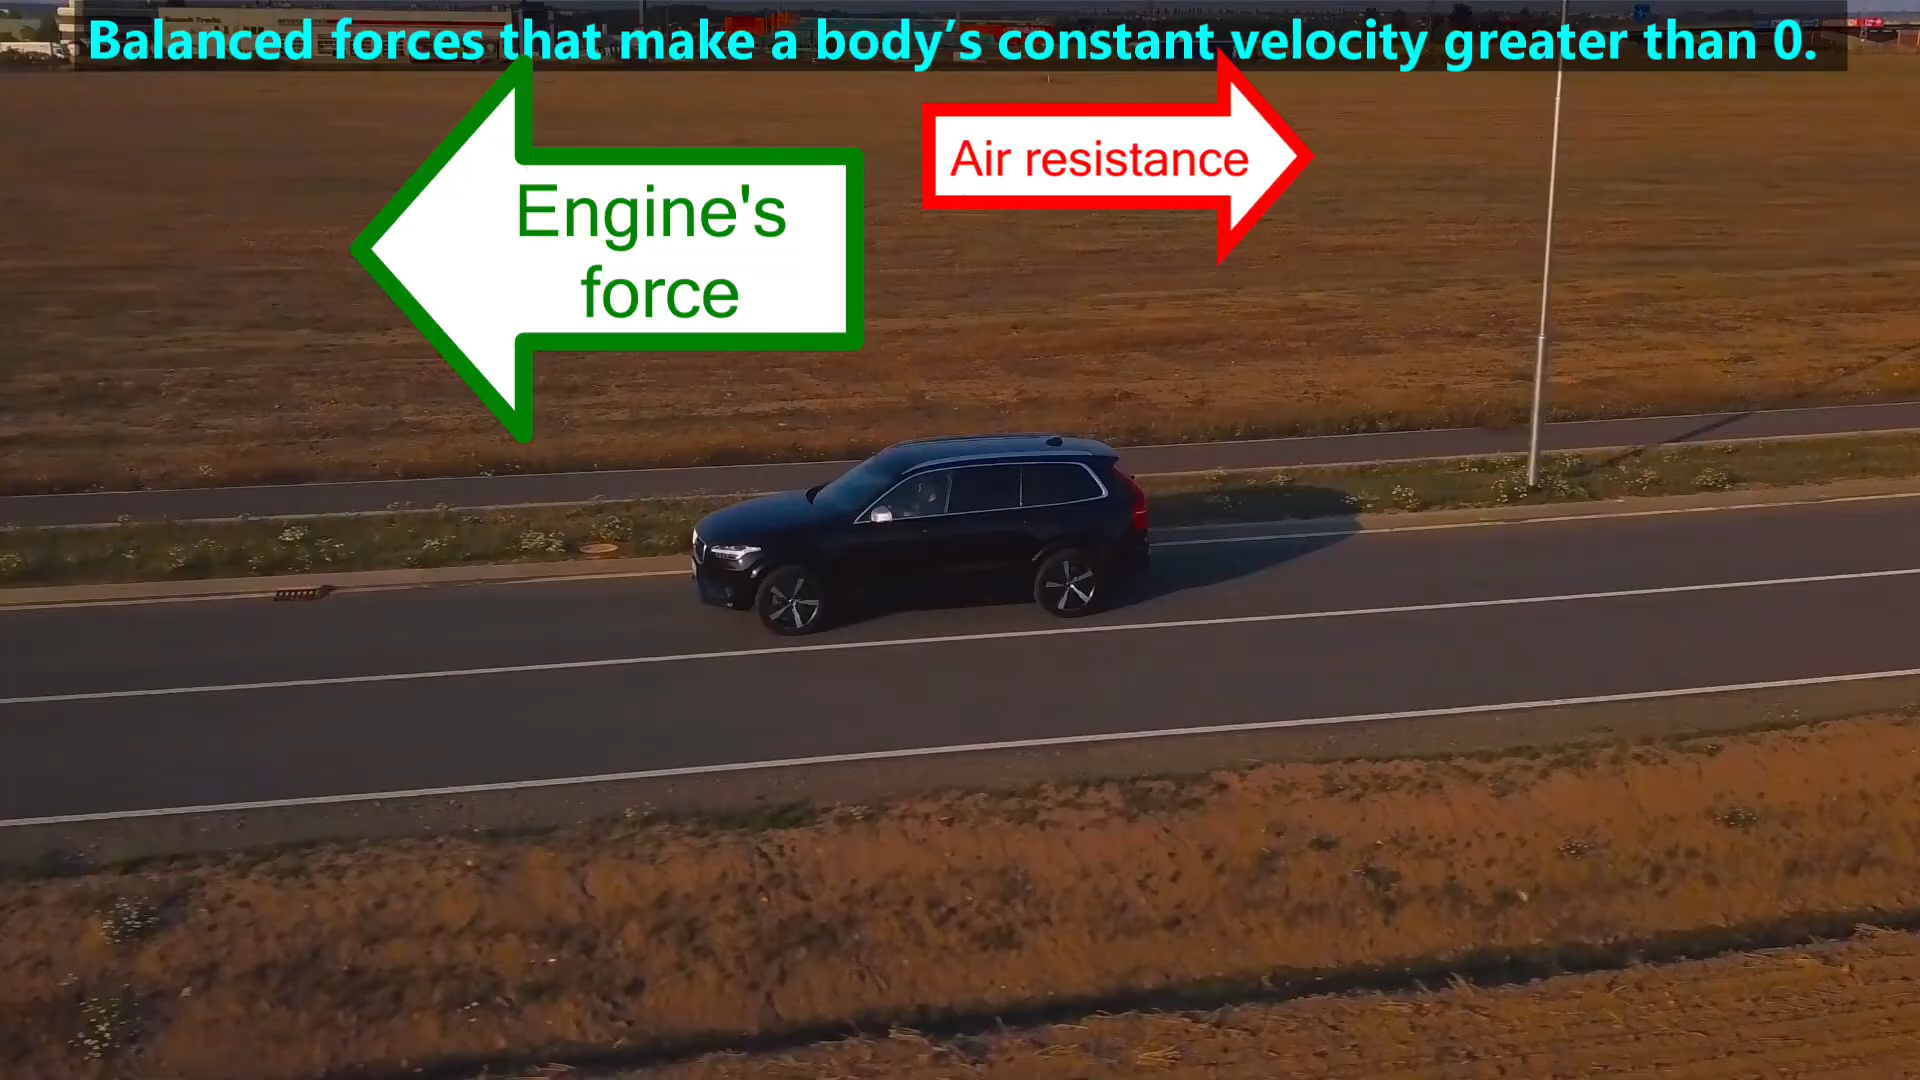 Balanced forces that make a body’s constant velocity greater than 0.
Engine's
force
Air resistance